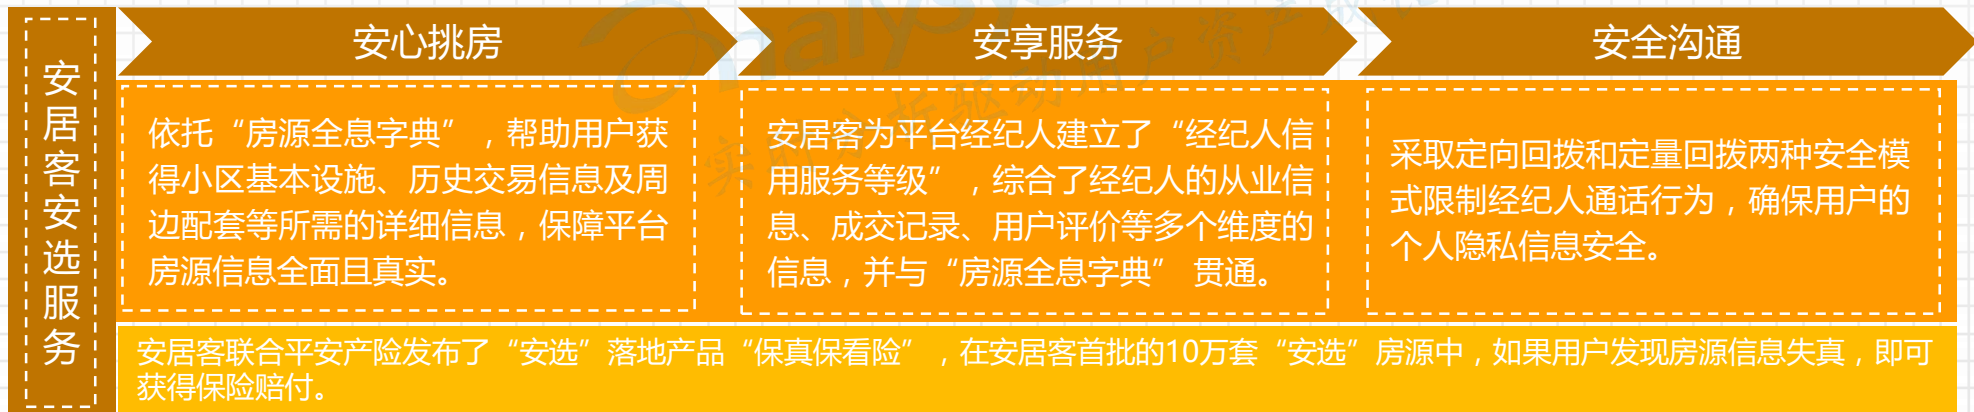 安居客安选服务
安心挑房
安享服务
安全沟通
依托“房源全息字典”，帮助用户获
得小区基本设施、历史交易信息及周
边配套等所需的详细信息，保障平台
房源信息全面且真实。
安居客为平台经纪人建立了“经纪人信
用服务等级”，综合了经纪人的从业信
息、成交记录、用户评价等多个维度的
信息，并与“房源全息字典” 贯通。
采取定向回拨和定量回拨两种安全模
式限制经纪人通话行为，确保用户的
个人隐私信息安全。
安居客联合平安产险发布了“安选”落地产品“保真保看险”，在安居客首批的10万套“安选”房源中，如果用户发现房源信息失真，即可
获得保险赔付。